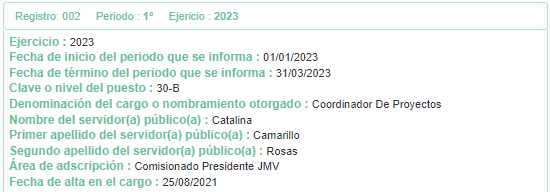 Registro: 002 Periodo : 1º Ejericio : 2023
Ejercicio : 2023
Fecha de inicio del periodo que se informa : 01/01/2023
Fecha de término del periodo que se informa : 31/03/2023
Clave o nivel del puesto : 30-B
Denominación del cargo o nombramiento otorgado : Coordinador De Proyectos
Nombre del servidor(a) público(a) : Catalina
Primer apellido del servidor(a) público(a) : Camarillo
Segundo apellido del servidor(a) público(a) : Rosas
Área de adscripción : Comisionado Presidente JMV
Fecha de alta en el cargo : 25/08/2021